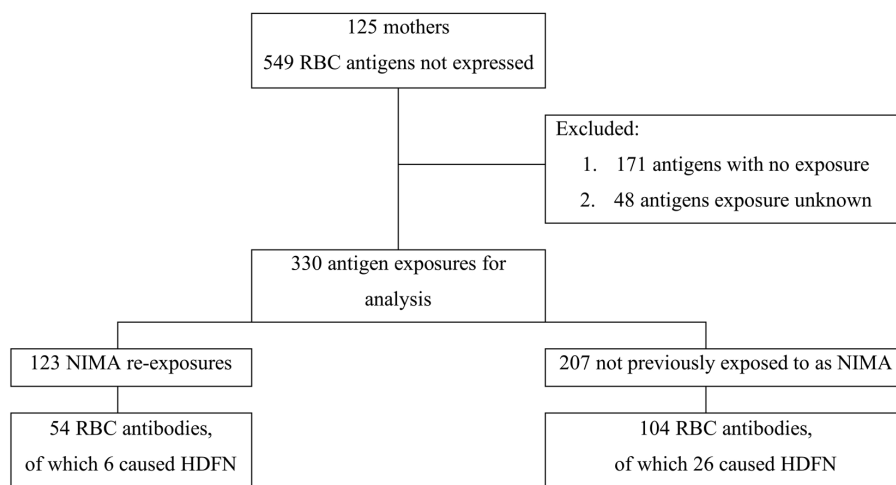 125 mothers
549 RBC antigens not expressed
Excluded:
1. 171 antigens with no exposure
2. 48 antigens exposure unknown
330 antigen exposures for
analysis
123 NIMA re-exposures
207 not previously exposed to as NIMA
54 RBC antibodies,
of which 6 caused HDFN
104 RBC antibodies,
of which 26 caused HDFN